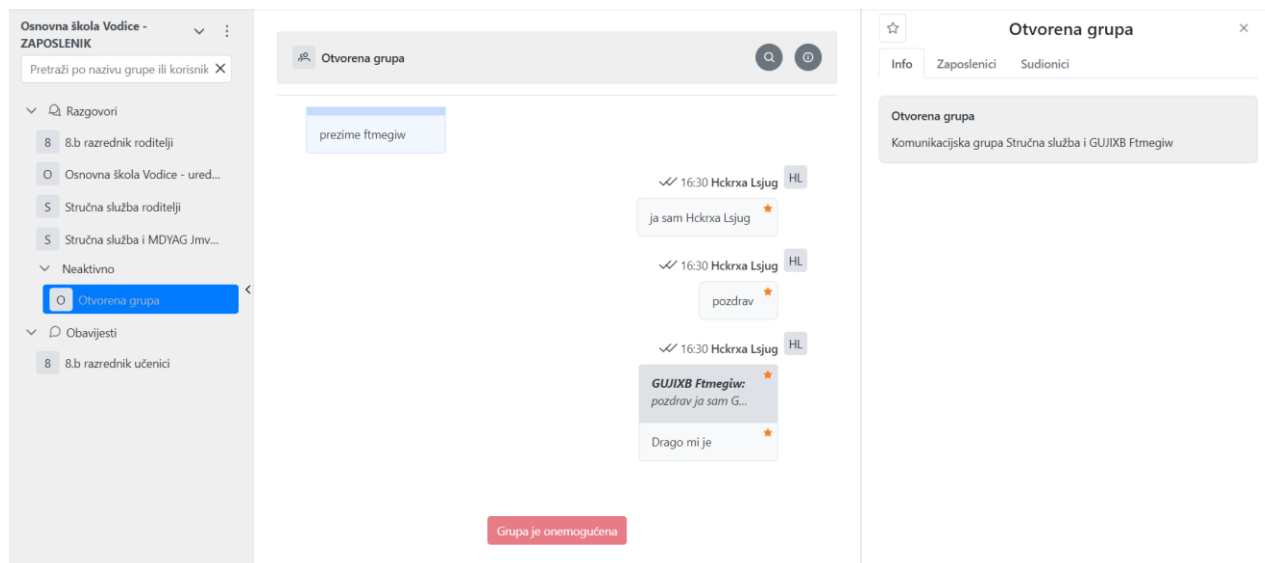 Osnovna škola Vodice -
ZAPOSLENIK
Pretraži po nazivu grupe ili korisnik
Razgovori
8 8.b razrednik roditelji
O Osnovna škola Vodice - ured...
S Stručna služba roditelji
S Stručna služba i MDYAG Jmv...
Neaktivno
O Otvorena grupa
Obavijesti
8 8.b razrednik učenici
Otvorena grupa
prezime ftmegiw
16:30 Hckrxa Lsjug HL
ja sam Hckrxa Lsjug
16:30 Hckrxa Lsjug HL
pozdrav
16:30 Hckrxa Lsjug HL
GUJIXB Ftmegiw:
pozdrav ja sam G...
Drago mi je
Grupa je onemogućena
Otvorena grupa
Info Zaposlenici Sudionici
Otvorena grupa
Komunikacijska grupa Stručna služba i GUJIXB Ftmegiw